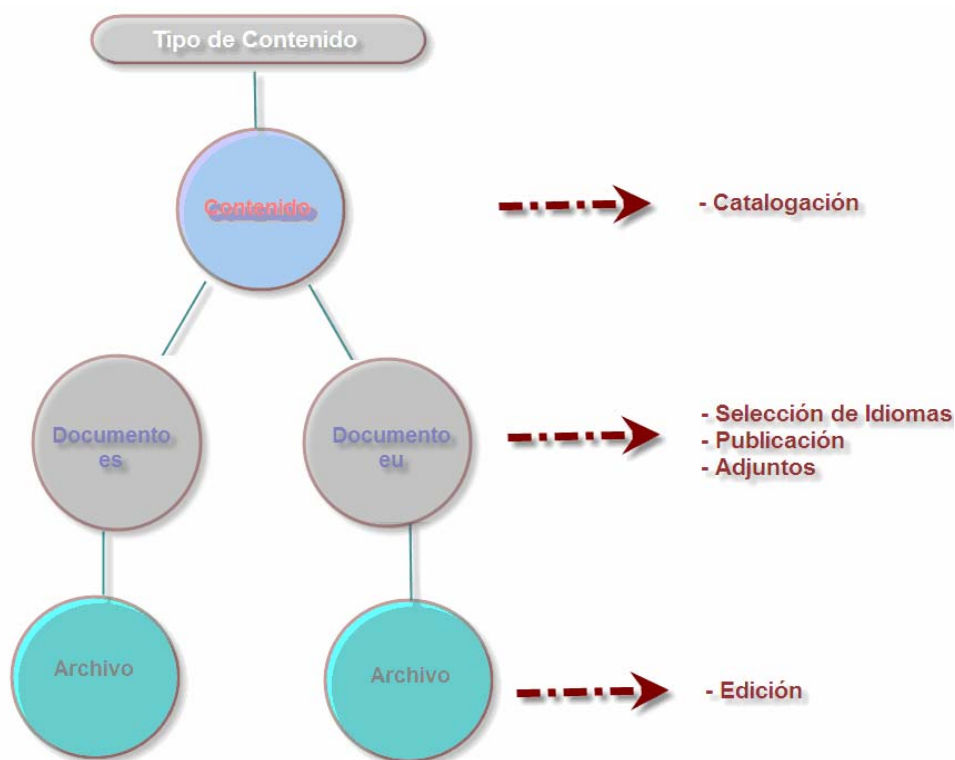 Tipo de Contenido
Contenido
- Catalogación
Documento
es
Documento
eu
- Selección de Idiomas
- Publicación
- Adjuntos
Archivo
Archivo
- Edición